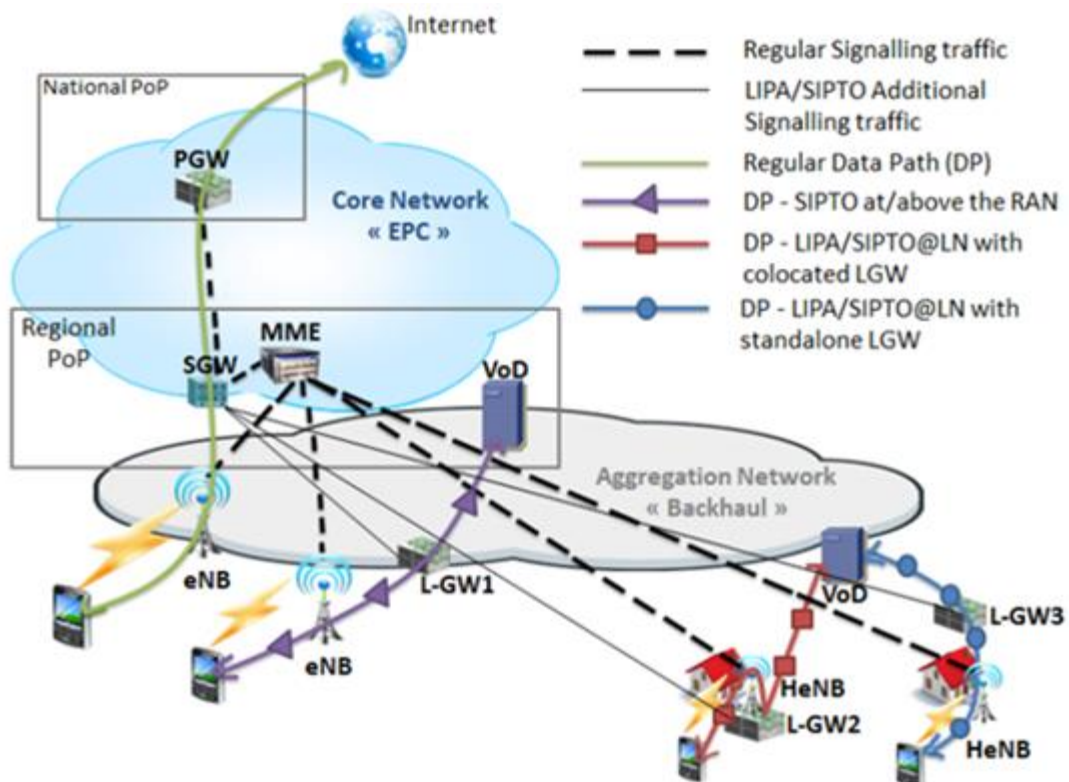 Internet
National PoP
PGW
Core Network
« EPC »
Regional
PoP
MME
SGW
VoD
Aggregation Network
« Backhaul »
eNB
L-GW1
eNB
VoD
L-GW3
HeNB
L-GW2
HeNB
Regular Signalling traffic
LIPA/SIPTO Additional
Signalling traffic
Regular Data Path (DP)
DP - SIPTO at/above the RAN
DP - LIPA/SIPTO@LN with
colocated LGW
DP - LIPA/SIPTO@LN with
standalone LGW